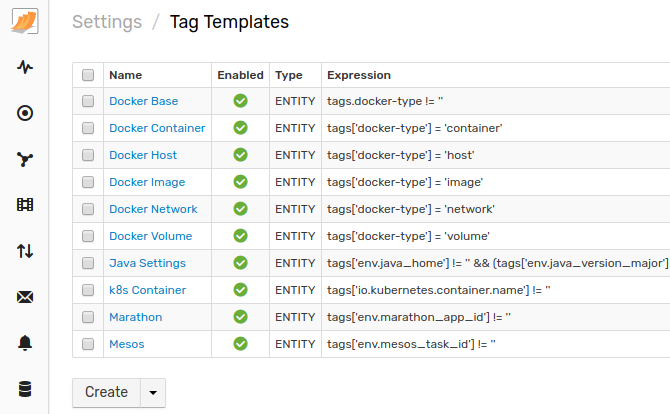 Settings / Tag Templates
Name Enabled Type Expression
Docker Base ENTITY tags.docker-type != ''
Docker Container ENTITY tags['docker-type'] = 'container'
Docker Host ENTITY tags['docker-type'] = 'host'
Docker Image ENTITY tags['docker-type'] = 'image'
Docker Network ENTITY tags['docker-type'] = 'network'
Docker Volume ENTITY tags['docker-type'] = 'volume'
Java Settings ENTITY tags['env.java_home'] != '' && (tags['env.java_version_major']
k8s Container ENTITY tags['io.kubernetes.container.name'] != ''
Marathon ENTITY tags['env.marathon_app_id'] != ''
Mesos ENTITY tags['env.mesos_task_id'] != ''
Create